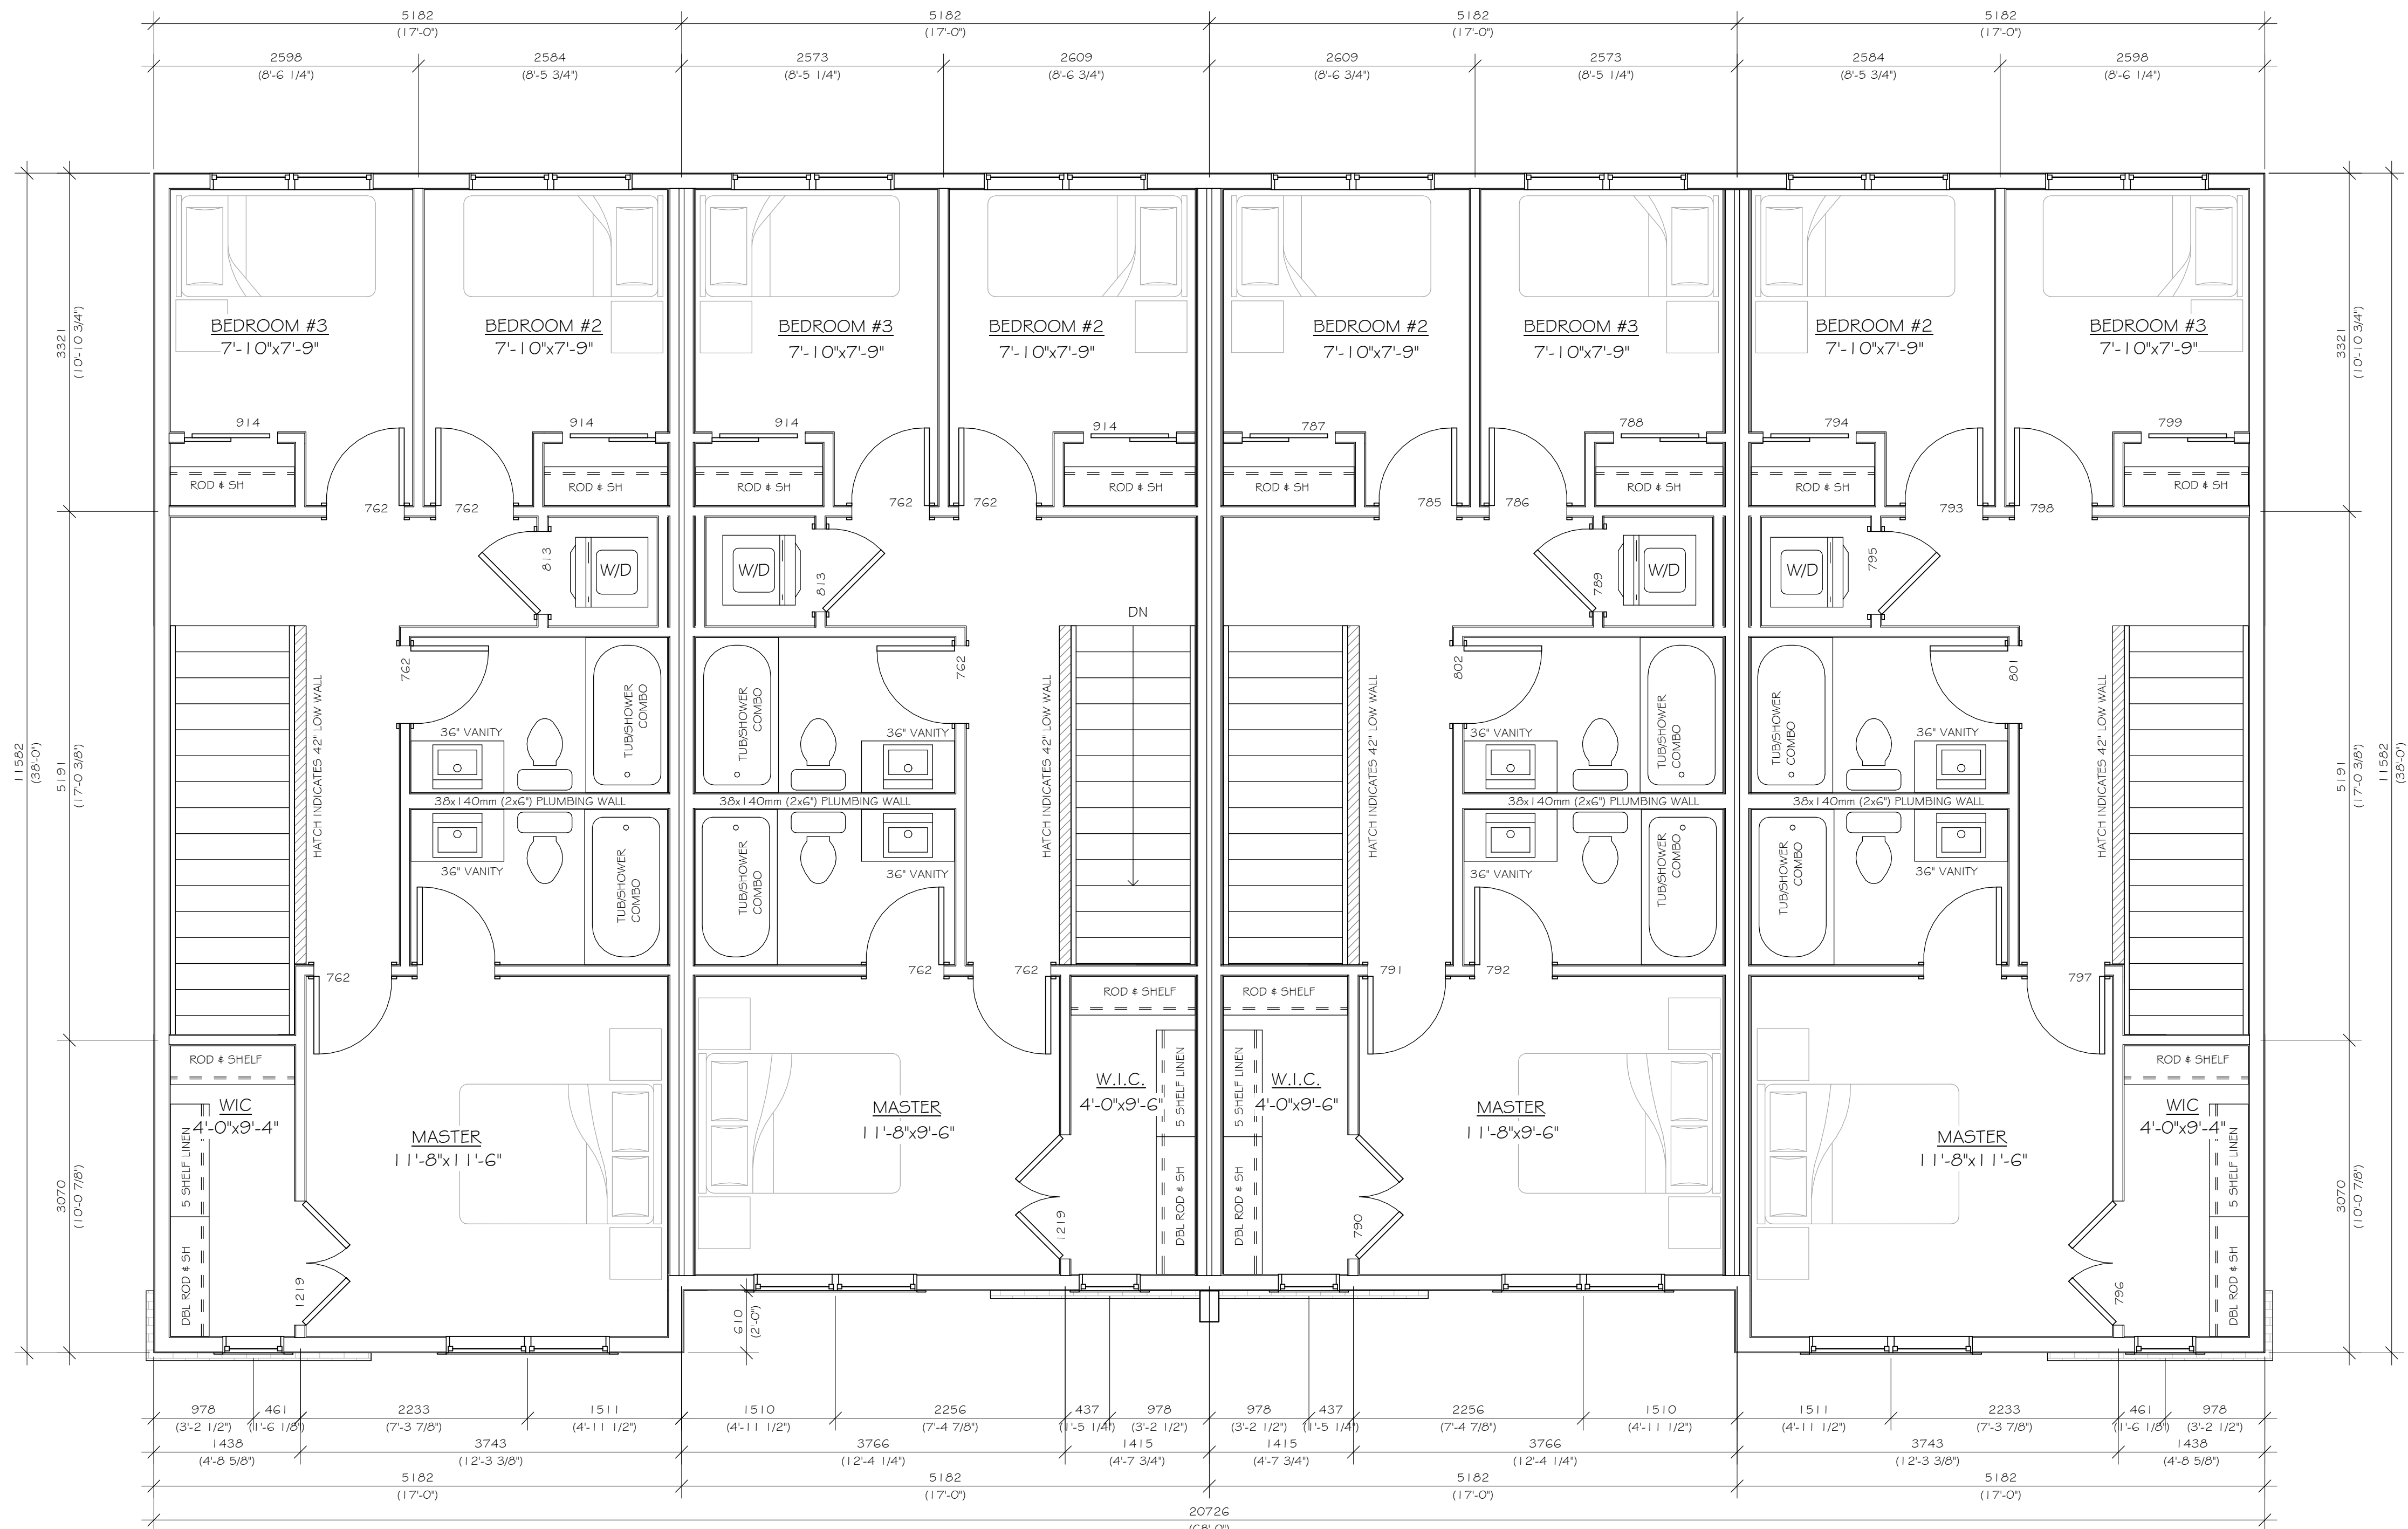 5182 5182 5182 5182
(17'-0") (17'-0") (17'-0") (17'-0")
2598 2584 2573 2609 2609 2573 2584 2598
(8'-6 1/4") (8'-5 3/4") (8'-5 1/4") (8'-6 3/4") (8'-6 3/4") (8'-5 1/4") (8'-5 3/4") (8'-6 1/4")
11582
(38'-0")
3321
(10'-10 3/4")
5191
(17'-0 3/8")
3070
(10'-0 7/8")
BEDROOM #3 BEDROOM #2 BEDROOM #3 BEDROOM #2 BEDROOM #2 BEDROOM #3 BEDROOM #2 BEDROOM #3
7'-10"x7'-9" 7'-10"x7'-9" 7'-10"x7'-9" 7'-10"x7'-9" 7'-10"x7'-9" 7'-10"x7'-9" 7'-10"x7'-9" 7'-10"x7'-9"
914 914 914 914 787 788 794 799
ROD & SH ROD & SH ROD & SH ROD & SH ROD & SH ROD & SH ROD & SH ROD & SH
762 762 762 762 785 786 793 798
813 W/D W/D 813 789 W/D W/D 795
DN
762 762 802 801
HATCH INDICATES 42" LOW WALL
HATCH INDICATES 42" LOW WALL
HATCH INDICATES 42" LOW WALL
HATCH INDICATES 42" LOW WALL
TUB/SHOWER
COMBO
TUB/SHOWER
COMBO
TUB/SHOWER
COMBO
TUB/SHOWER
COMBO
36" VANITY 36" VANITY 36" VANITY 36" VANITY
38x140mm (2x6") PLUMBING WALL 38x140mm (2x6") PLUMBING WALL 38x140mm (2x6") PLUMBING WALL 38x140mm (2x6") PLUMBING WALL
36" VANITY 36" VANITY 36" VANITY 36" VANITY
TUB/SHOWER
COMBO
TUB/SHOWER
COMBO
TUB/SHOWER
COMBO
TUB/SHOWER
COMBO
762 762 762 791 792 797
ROD & SHELF ROD & SHELF ROD & SHELF ROD & SHELF
WIC
4'-0"x9'-4"
5 SHELF LINEN
DBL ROD & SH
1219
MASTER
11'-8"x11'-6"
MASTER
11'-8"x9'-6"
W.I.C.
4'-0"x9'-6"
5 SHELF LINEN
DBL ROD & SH
1219
W.I.C.
4'-0"x9'-6"
5 SHELF LINEN
DBL ROD & SH
790
MASTER
11'-8"x9'-6"
MASTER
11'-8"x11'-6"
WIC
4'-0"x9'-4"
5 SHELF LINEN
DBL ROD & SH
796
610
(2'-0")
3321
(10'-10 3/4")
5191
(17'-0 3/8")
3070
(10'-0 7/8")
11582
(38'-0")
978 461 2233 1511 1510 2256 437 978 978 437 2256 1510 1511 2233 461 978
(3'-2 1/2") (1'-6 1/8") (7'-3 7/8") (4'-11 1/2") (4'-11 1/2") (7'-4 7/8") (1'-5 1/4") (3'-2 1/2") (3'-2 1/2") (1'-5 1/4") (7'-4 7/8") (4'-11 1/2") (4'-11 1/2") (7'-3 7/8") (1'-6 1/8") (3'-2 1/2")
1438 3743 3766 1415 1415 3766 3743 1438
(4'-8 5/8") (12'-3 3/8") (12'-4 1/4") (4'-7 3/4") (4'-7 3/4") (12'-4 1/4") (12'-3 3/8") (4'-8 5/8")
5182 5182 5182 5182
(17'-0") (17'-0") (17'-0") (17'-0")
20726
(68'-0")